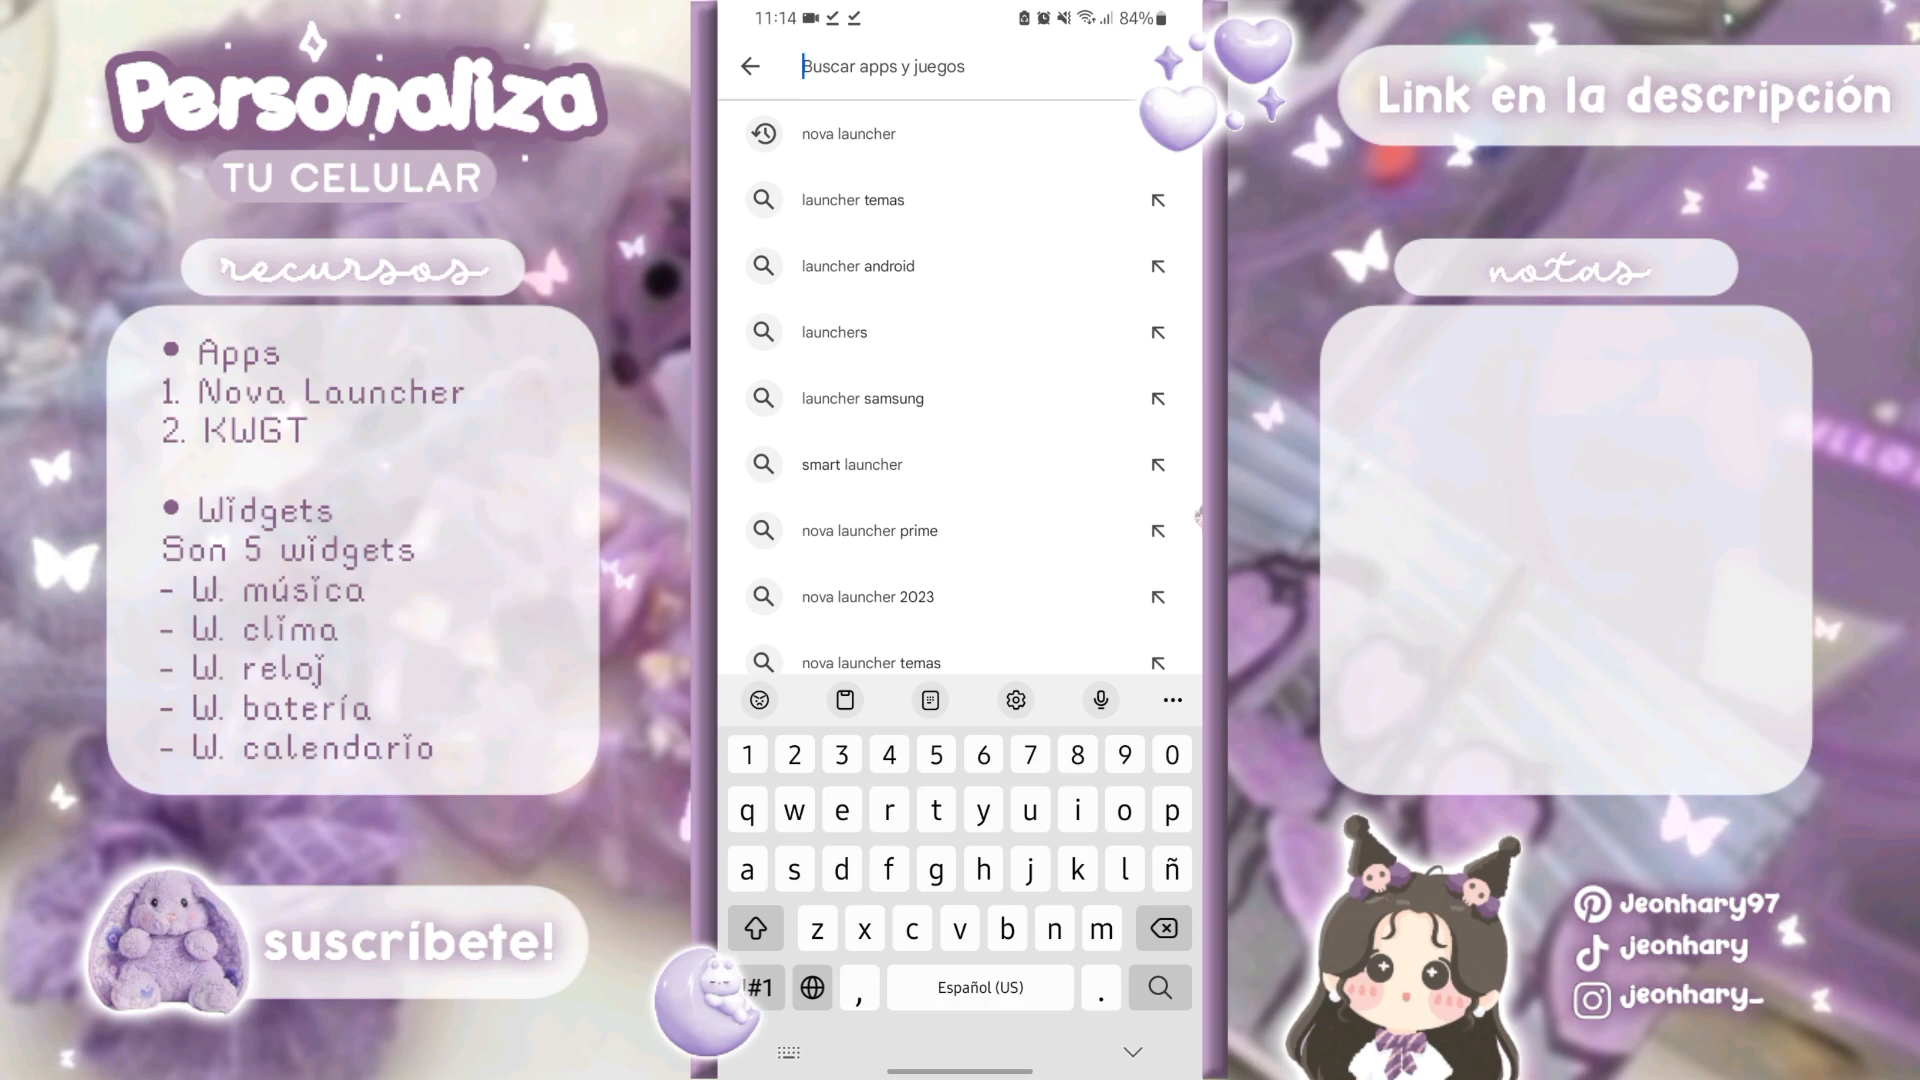 Personaliza
TU CELULAR
recursos
• Apps
1. Nova Launcher
2. KWGT
• Widgets
Son 5 widgets
- W. música
- W. clima
- W. reloj
- W. batería
- W. calendario
suscríbete!
11:14
84%
Buscar apps y juegos
nova launcher
launcher temas
launcher android
launchers
launcher samsung
smart launcher
nova launcher prime
nova launcher 2023
nova launcher temas
1 2 3 4 5 6 7 8 9 0
q w e r t y u i o p
a s d f g h j k l ñ
z x c v b n m
!#1 , Español (US) .
Link en la descripción
notas
Jeonhary97
jeonhary
jeonhary_